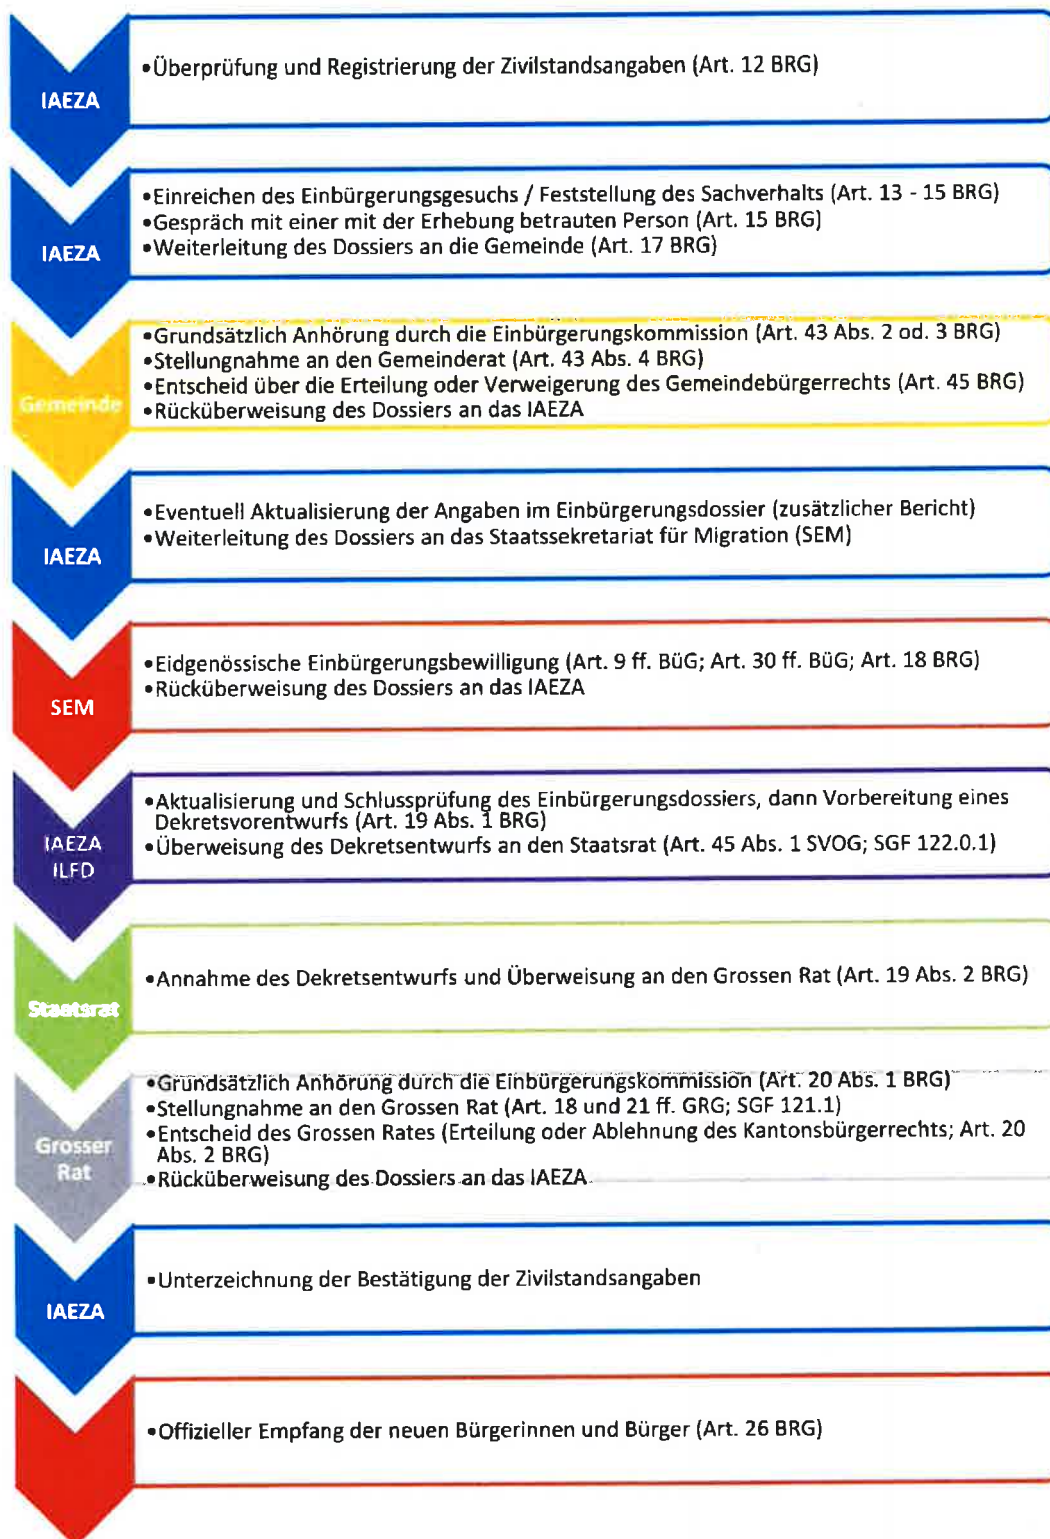 IAEZA
•Überprüfung und Registrierung der Zivilstandsangaben (Art. 12 BRG)
IAEZA
•Einreichen des Einbürgerungsgesuchs / Feststellung des Sachverhalts (Art. 13 - 15 BRG)
•Gespräch mit einer mit der Erhebung betrauten Person (Art. 15 BRG)
•Weiterleitung des Dossiers an die Gemeinde (Art. 17 BRG)
Gemeinde
•Grundsätzlich Anhörung durch die Einbürgerungskommission (Art. 43 Abs. 2 od. 3 BRG)
•Stellungnahme an den Gemeinderat (Art. 43 Abs. 4 BRG)
•Entscheid über die Erteilung oder Verweigerung des Gemeindebürgerrechts (Art. 45 BRG)
•Rücküberweisung des Dossiers an das IAEZA
IAEZA
•Eventuell Aktualisierung der Angaben im Einbürgerungsdossier (zusätzlicher Bericht)
•Weiterleitung des Dossiers an das Staatssekretariat für Migration (SEM)
SEM
•Eidgenössische Einbürgerungsbewilligung (Art. 9 ff. BüG; Art. 30 ff. BüG; Art. 18 BRG)
•Rücküberweisung des Dossiers an das IAEZA
IAEZA
ILFD
•Aktualisierung und Schlussprüfung des Einbürgerungsdossiers, dann Vorbereitung eines
Dekretsvorentwurfs (Art. 19 Abs. 1 BRG)
•Überweisung des Dekretsentwurfs an den Staatsrat (Art. 45 Abs. 1 SVOG; SGF 122.0.1)
Staatsrat
•Annahme des Dekretsentwurfs und Überweisung an den Grossen Rat (Art. 19 Abs. 2 BRG)
Grosser
Rat
•Grundsätzlich Anhörung durch die Einbürgerungskommission (Art. 20 Abs. 1 BRG)
•Stellungnahme an den Grossen Rat (Art. 18 und 21 ff. GRG; SGF 121.1)
•Entscheid des Grossen Rates (Erteilung oder Ablehnung des Kantonsbürgerrechts; Art. 20
Abs. 2 BRG)
•Rücküberweisung des Dossiers an das IAEZA
IAEZA
•Unterzeichnung der Bestätigung der Zivilstandsangaben
•Offizieller Empfang der neuen Bürgerinnen und Bürger (Art. 26 BRG)